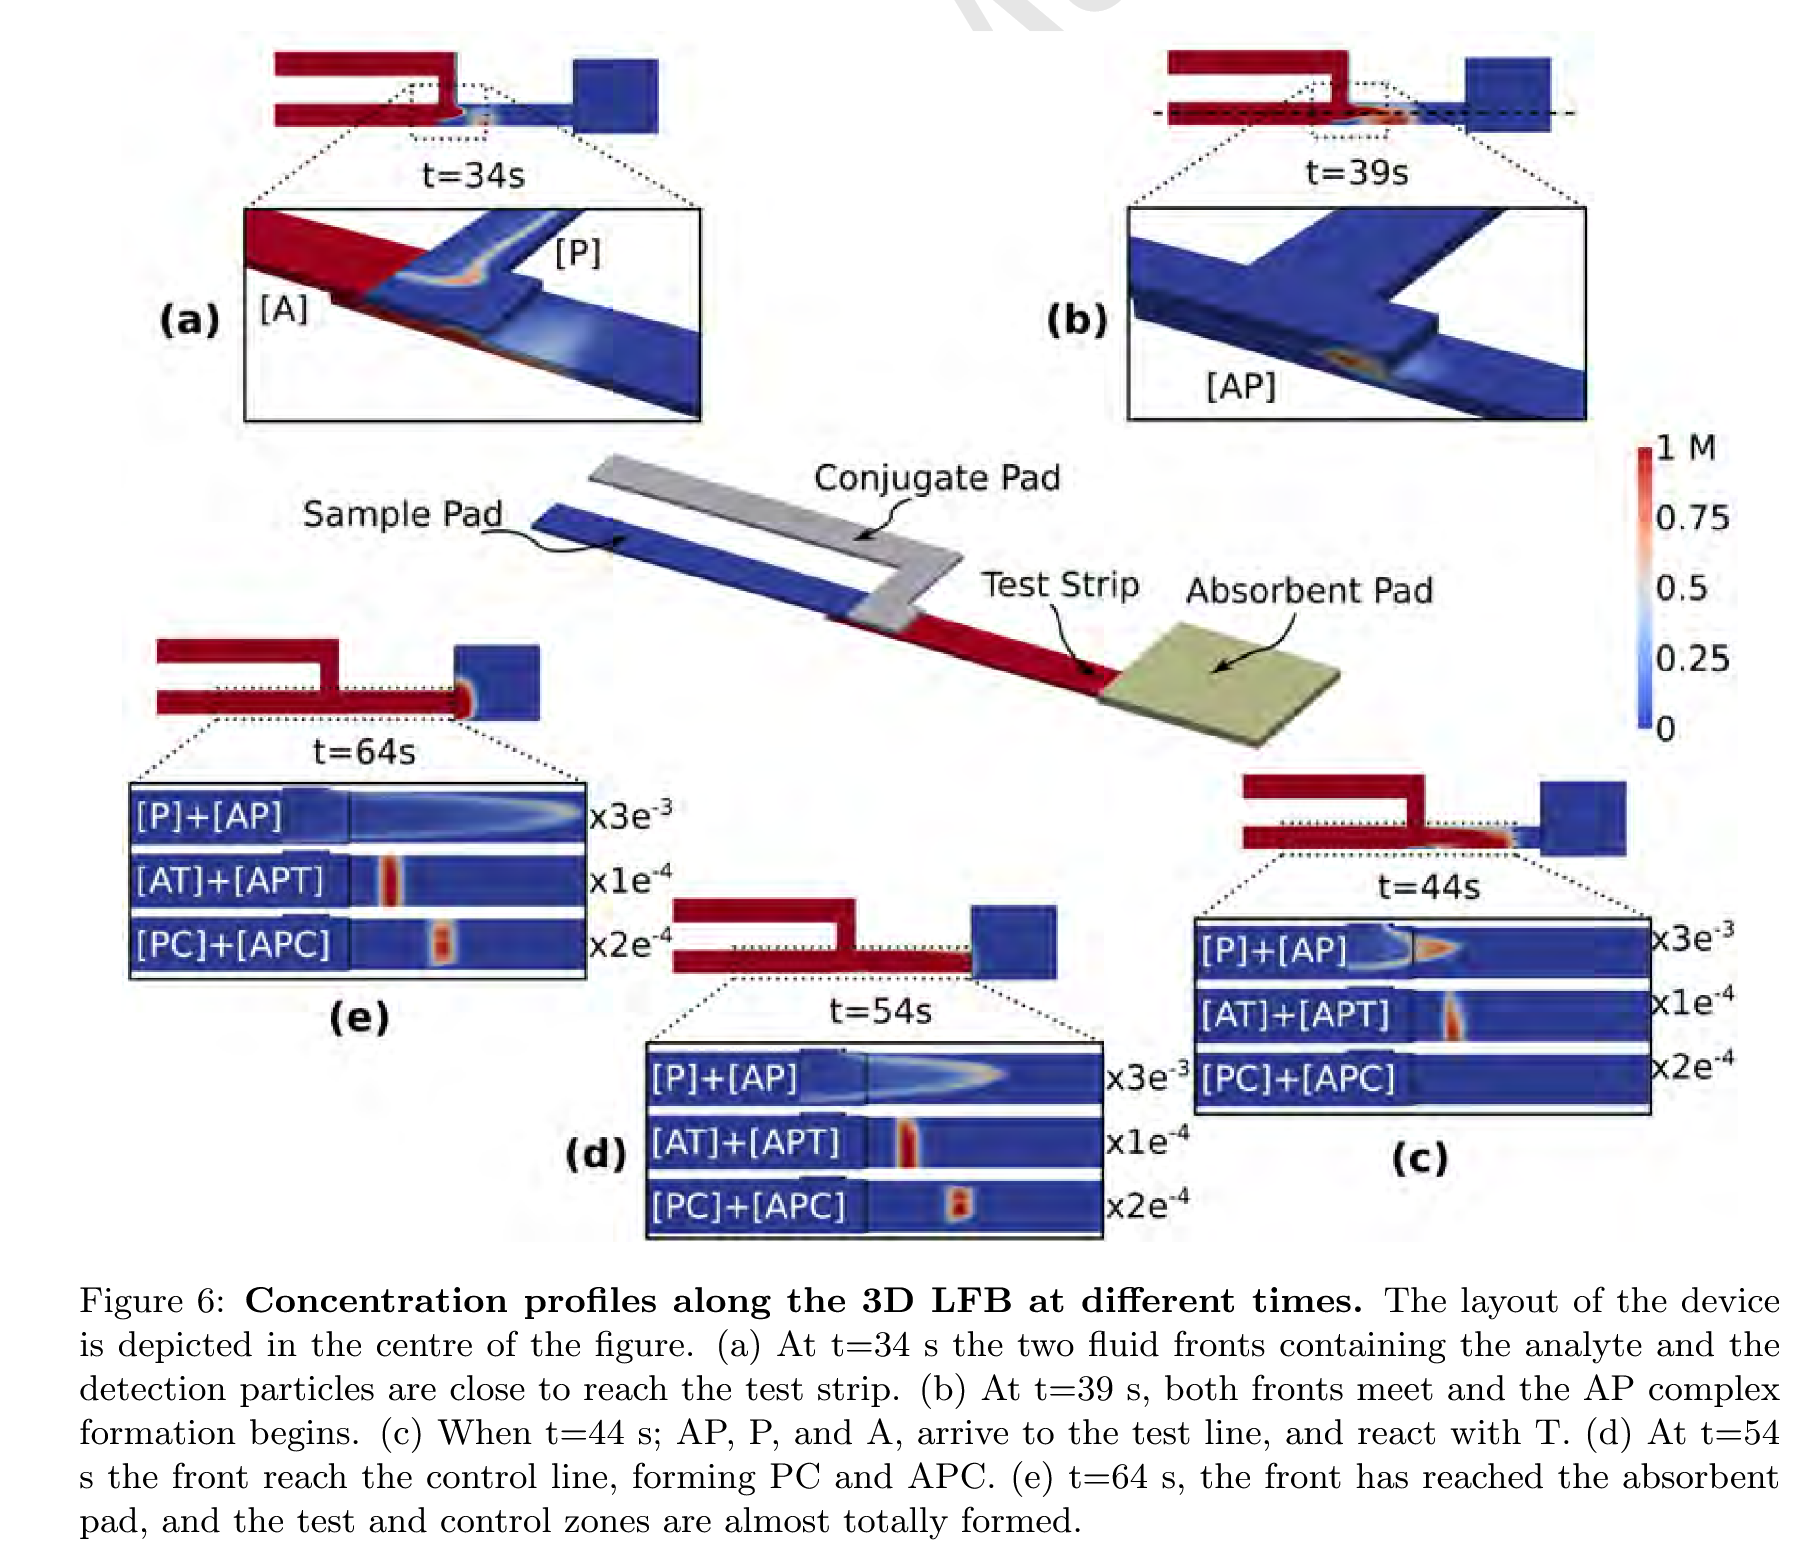 t=34s
[P]
[A]
(a)
t=39s
(b)
[AP]
Conjugate Pad
Sample Pad
Test Strip
Absorbent Pad
1 M
0.75
0.5
0.25
0
t=64s
[P]+[AP] x3e-3
[AT]+[APT] x1e-4
[PC]+[APC] x2e-4
(e)
t=54s
[P]+[AP] x3e-3
[AT]+[APT] x1e-4
[PC]+[APC] x2e-4
(d)
t=44s
[P]+[AP] x3e-3
[AT]+[APT] x1e-4
[PC]+[APC] x2e-4
(c)
Figure 6: Concentration profiles along the 3D LFB at different times. The layout of the device
is depicted in the centre of the figure. (a) At t=34 s the two fluid fronts containing the analyte and the
detection particles are close to reach the test strip. (b) At t=39 s, both fronts meet and the AP complex
formation begins. (c) When t=44 s; AP, P, and A, arrive to the test line, and react with T. (d) At t=54
s the front reach the control line, forming PC and APC. (e) t=64 s, the front has reached the absorbent
pad, and the test and control zones are almost totally formed.